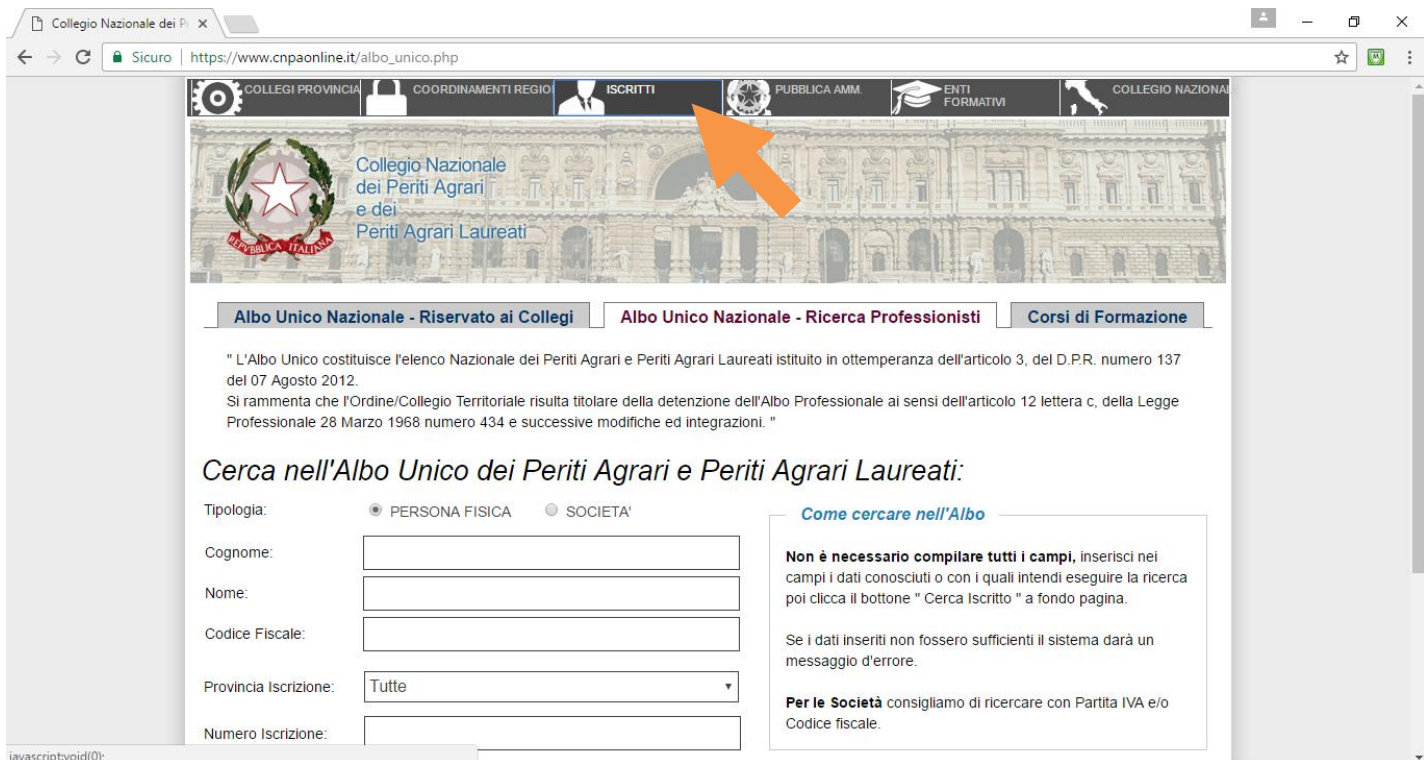 Collegio Nazionale dei P
Sicuro | https://www.cnpaonline.it/albo_unico.php
COLLEGI PROVINCIA COORDINAMENTI REGIO ISCRITTI PUBBLICA AMM. ENTI FORMATIVI COLLEGIO NAZIONALE
Collegio Nazionale
dei Periti Agrari
e dei
Periti Agrari Laureati
REPVBBLICA ITALIANA
Albo Unico Nazionale - Riservato ai Collegi Albo Unico Nazionale - Ricerca Professionisti Corsi di Formazione
" L'Albo Unico costituisce l'elenco Nazionale dei Periti Agrari e Periti Agrari Laureati istituito in ottemperanza dell'articolo 3, del D.P.R. numero 137
del 07 Agosto 2012.
Si rammenta che l'Ordine/Collegio Territoriale risulta titolare della detenzione dell'Albo Professionale ai sensi dell'articolo 12 lettera c, della Legge
Professionale 28 Marzo 1968 numero 434 e successive modifiche ed integrazioni. "
Cerca nell'Albo Unico dei Periti Agrari e Periti Agrari Laureati:
Tipologia: PERSONA FISICA SOCIETA'
Cognome:
Nome:
Codice Fiscale:
Provincia Iscrizione: Tutte
Numero Iscrizione:
Come cercare nell'Albo
Non è necessario compilare tutti i campi, inserisci nei
campi i dati conosciuti o con i quali intendi eseguire la ricerca
poi clicca il bottone " Cerca Iscritto " a fondo pagina.
Se i dati inseriti non fossero sufficienti il sistema darà un
messaggio d'errore.
Per le Società consigliamo di ricercare con Partita IVA e/o
Codice fiscale.
javascript:void(0);